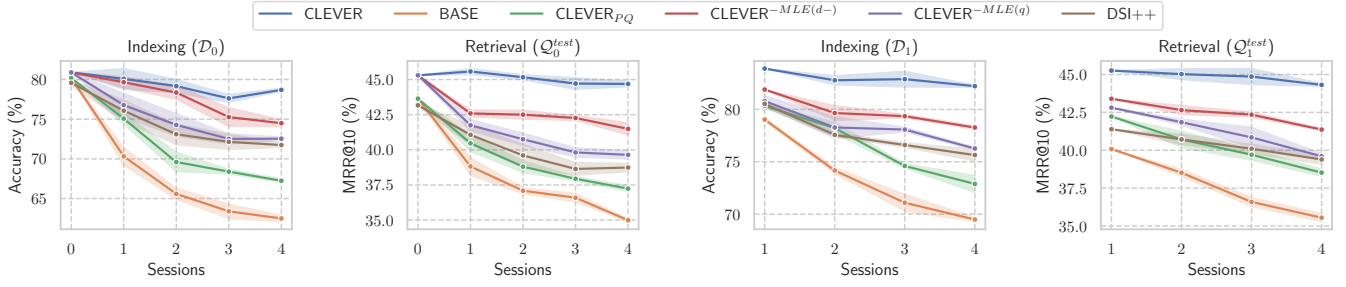 CLEVER BASE CLEVER_{PQ} CLEVER^{-MLE(d-)} CLEVER^{-MLE(q)} DSI++
Indexing (𝒟_0)
Accuracy (%)
80
75
70
65
0 1 2 3 4
Sessions
Retrieval (𝒬_0^{test})
MRR@10 (%)
45.0
42.5
40.0
37.5
35.0
0 1 2 3 4
Sessions
Indexing (𝒟_1)
Accuracy (%)
80
75
70
1 2 3 4
Sessions
Retrieval (𝒬_1^{test})
MRR@10 (%)
45.0
42.5
40.0
37.5
35.0
1 2 3 4
Sessions